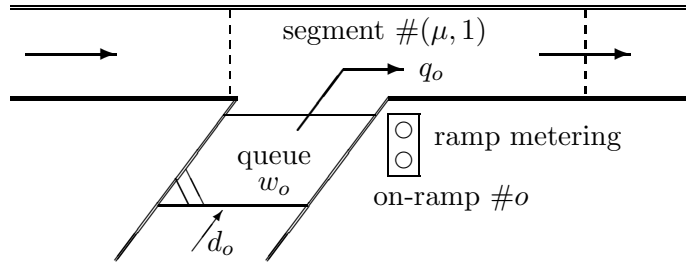 segment #(μ, 1)
q_o
ramp metering
queue
w_o
on-ramp #o
d_o